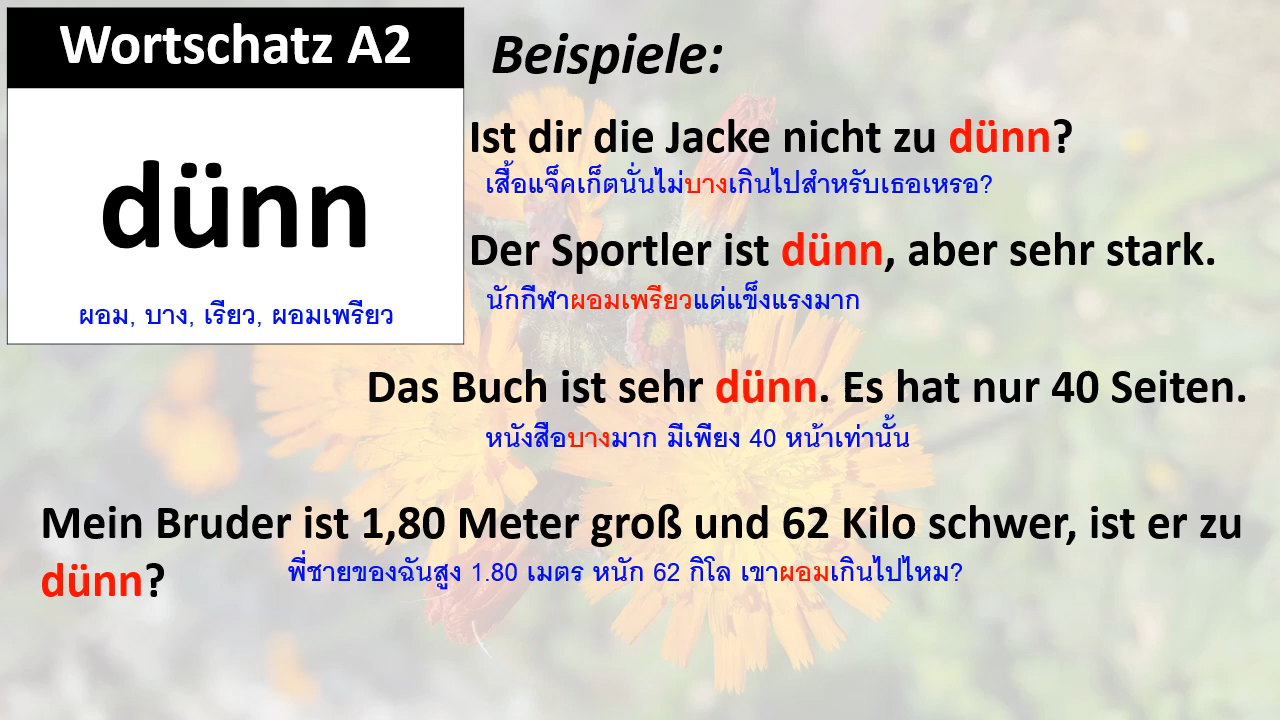 Wortschatz A2
dünn
ผอม, บาง, เรียว, ผอมเพรียว
Beispiele:
Ist dir die Jacke nicht zu dünn?
เสื้อแจ็คเก็ตนั่นไม่บางเกินไปสำหรับเธอเหรอ?
Der Sportler ist dünn, aber sehr stark.
นักกีฬาผอมเพรียวแต่แข็งแรงมาก
Das Buch ist sehr dünn. Es hat nur 40 Seiten.
หนังสือบางมาก มีเพียง 40 หน้าเท่านั้น
Mein Bruder ist 1,80 Meter groß und 62 Kilo schwer, ist er zu
dünn?
พี่ชายของฉันสูง 1.80 เมตร หนัก 62 กิโล เขาผอมเกินไปไหม?